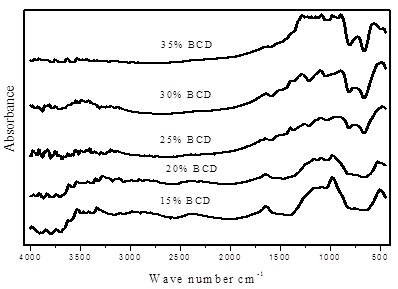 35% BCD
30% BCD
25% BCD
20% BCD
15% BCD
Absorbance
4000 3500 3000 2500 2000 1500 1000 500
Wave number cm⁻¹